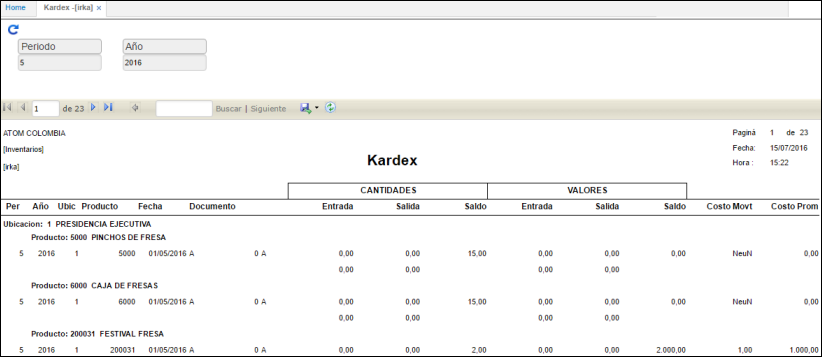 Home Kardex -[irka] ×
Periodo Año
5 2016
1 de 23 Buscar | Siguiente
ATOM COLOMBIA Paginà 1 de 23
[Inventarios] Fecha: 15/07/2016
[irka] Kardex Hora : 15:22
CANTIDADES VALORES
Per Año Ubic Producto Fecha Documento Entrada Salida Saldo Entrada Salida Saldo Costo Movt Costo Prom
Ubicacion: 1 PRESIDENCIA EJECUTIVA
Producto: 5000 PINCHOS DE FRESA
5 2016 1 5000 01/05/2016 A 0 A 0,00 0,00 15,00 0,00 0,00 0,00 NeuN 0,00
0,00 0,00 0,00 0,00
Producto: 6000 CAJA DE FRESAS
5 2016 1 6000 01/05/2016 A 0 A 0,00 0,00 15,00 0,00 0,00 0,00 NeuN 0,00
0,00 0,00 0,00 0,00
Producto: 200031 FESTIVAL FRESA
5 2016 1 200031 01/05/2016 A 0 A 0,00 0,00 2,00 0,00 0,00 2.000,00 1,00 1.000,00